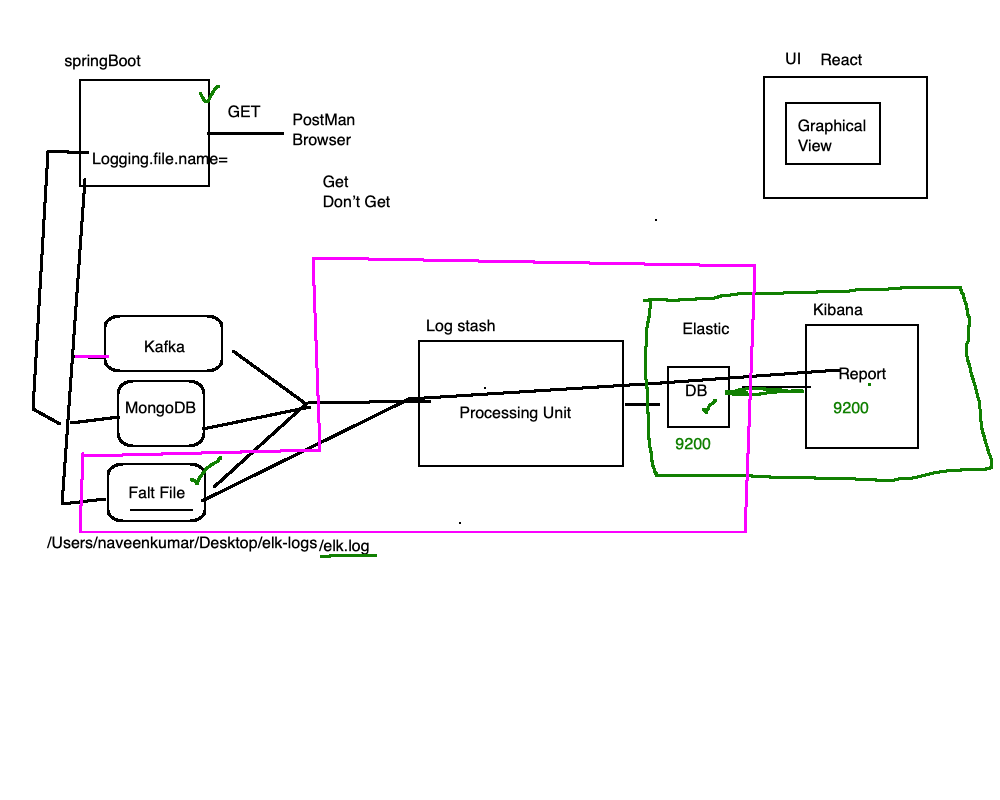 springBoot
UI React
GET
PostMan
Browser
Graphical
View
Logging.file.name=
Get
Don't Get
Kibana
Log stash
Elastic
Kafka
Report
DB
MongoDB
Processing Unit
9200
9200
Falt File
/Users/naveenkumar/Desktop/elk-logs/elk.log